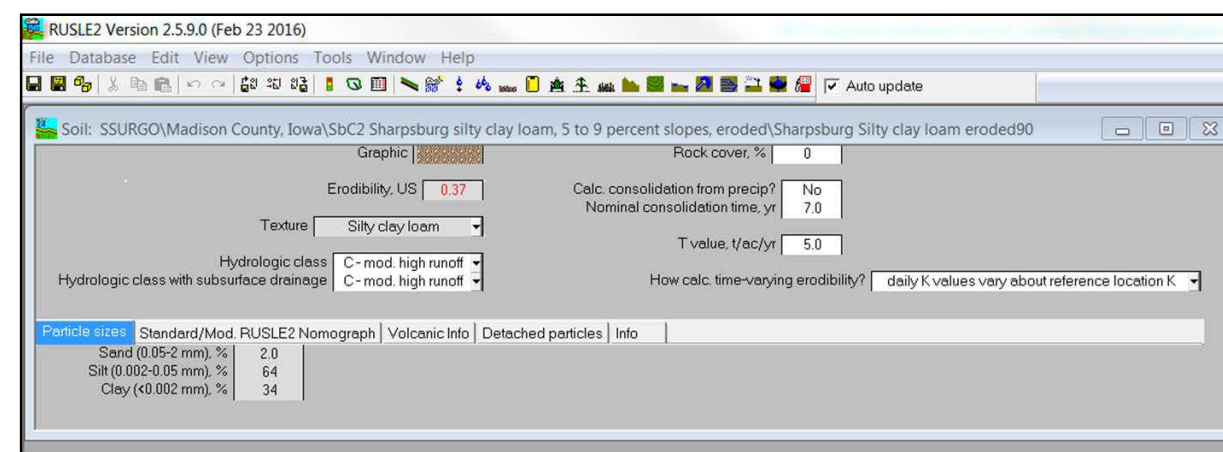 RUSLE2 Version 2.5.9.0 (Feb 23 2016)
File Database Edit View Options Tools Window Help
Auto update
Soil: SSURGO\Madison County, Iowa\SbC2 Sharpsburg silty clay loam, 5 to 9 percent slopes, eroded\Sharpsburg Silty clay loam eroded90
Graphic Rock cover, % 0
Erodibility, US 0.37 Calc. consolidation from precip? No
Nominal consolidation time, yr 7.0
Texture Silty clay loam
T value, t/ac/yr 5.0
Hydrologic class C - mod. high runoff
Hydrologic class with subsurface drainage C - mod. high runoff How calc. time-varying erodibility? daily K values vary about reference location K
Particle sizes Standard/Mod. RUSLE2 Nomograph Volcanic Info Detached particles Info
Sand (0.05-2 mm), % 2.0
Silt (0.002-0.05 mm), % 64
Clay (<0.002 mm), % 34